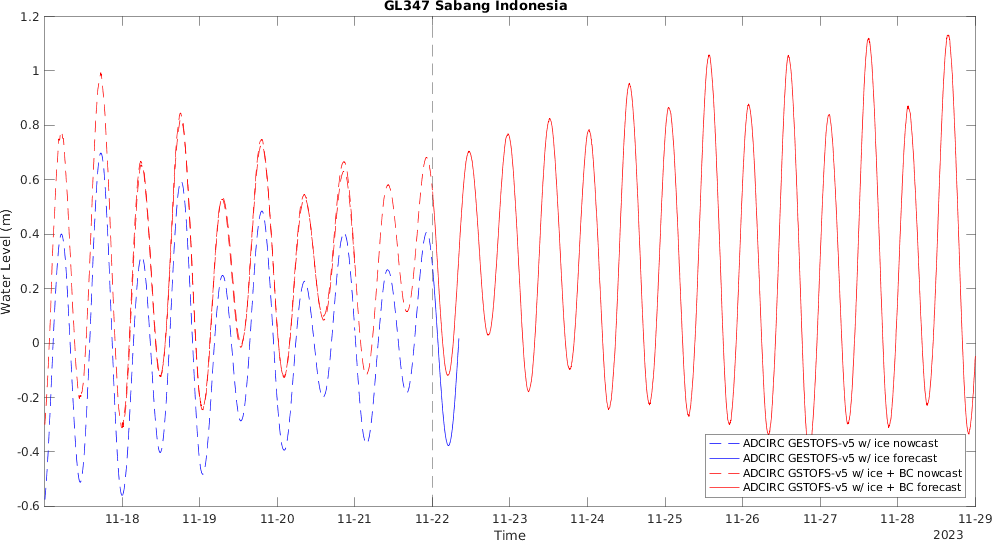 GL347 Sabang Indonesia
1.2
1
0.8
0.6
0.4
0.2
0
-0.2
-0.4
-0.6
Water Level (m)
ADCIRC GESTOFS-v5 w/ ice nowcast
ADCIRC GESTOFS-v5 w/ ice forecast
ADCIRC GSTOFS-v5 w/ ice + BC nowcast
ADCIRC GSTOFS-v5 w/ ice + BC forecast
11-18 11-19 11-20 11-21 11-22 11-23 11-24 11-25 11-26 11-27 11-28 11-29
Time
2023